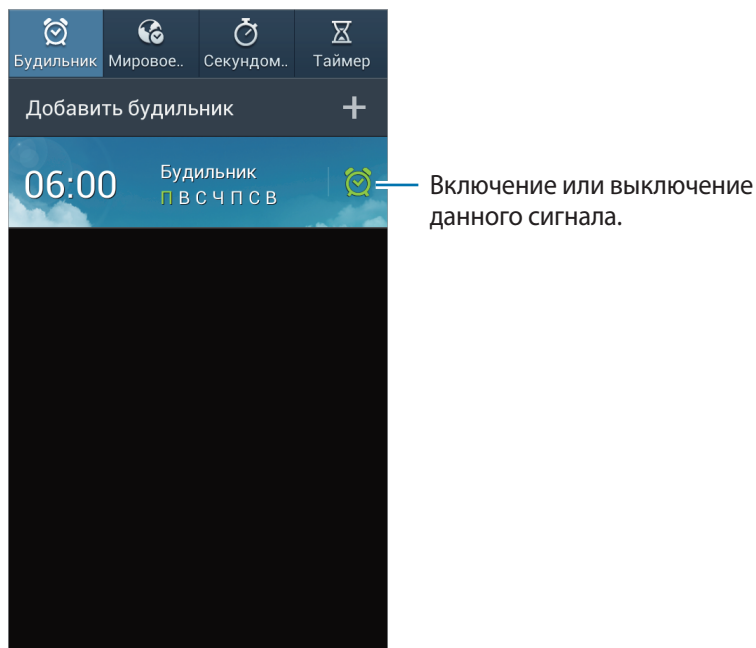 Будильник Мировое.. Секундом.. Таймер
Добавить будильник
06:00 Будильник
П В С Ч П С В
Включение или выключение
данного сигнала.